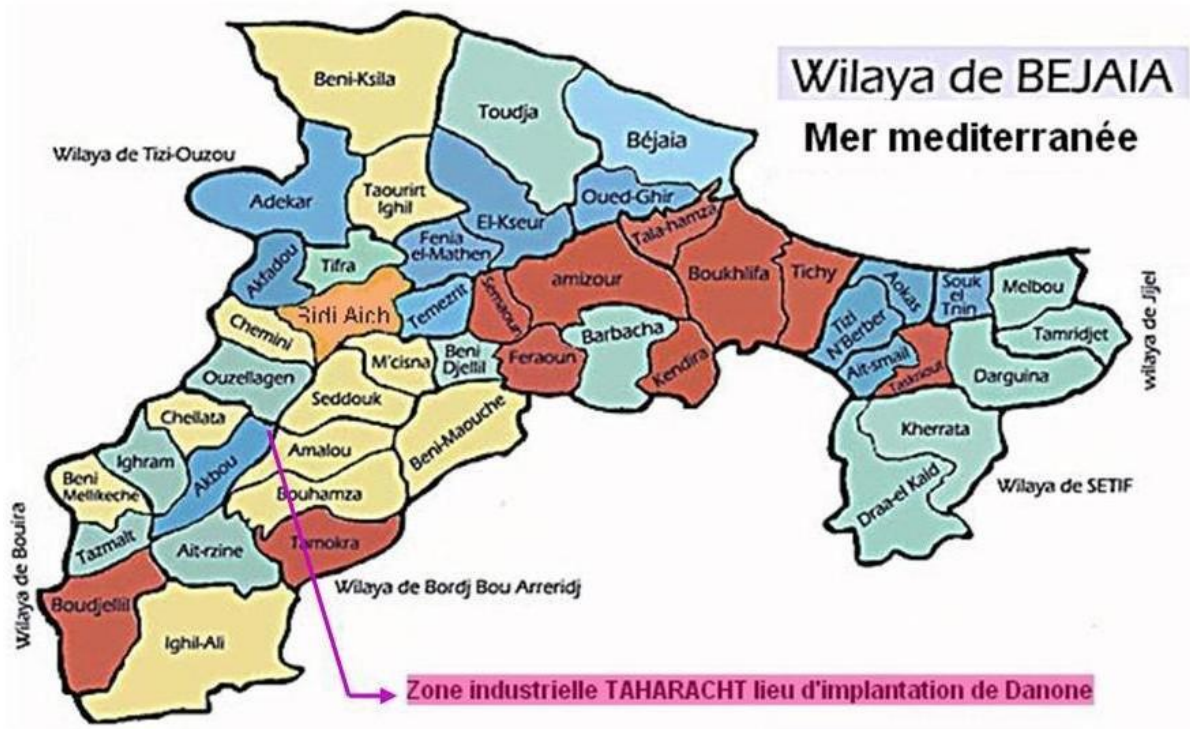 Wilaya de BEJAIA
Mer mediterranée
Beni-Ksila
Toudja
Béjaia
Wilaya de Tizi-Ouzou
Adekar
Taourirt
Ighil
Oued-Ghir
El-Kseur
Tala-hamza
Fenia
el-Mathen
Akfadou
Tifra
amizour
Boukhlifa
Tichy
Aokas
Souk
el
Tnin
Melbou
wilaya de Jijel
Sidi Aich
Temezrit
Semaoun
Tizi
N'Berber
Tamridjet
Chemini
M'cisna
Beni
Djellil
Feraoun
Barbacha
Kendira
Ait-smail
Taskriout
Darguina
Ouzellagen
Seddouk
Chellata
Amalou
Beni-Maouche
Kherrata
Ighram
Akbou
Beni
Mellikeche
Bouhamza
Draa-el Kaid
Wilaya de SETIF
Wilaya de Bouira
Tazmalt
Ait-rzine
Tamokra
Wilaya de Bordj Bou Arreridj
Boudjellil
Ighil-Ali
Zone industrielle TAHARACHT lieu d'implantation de Danone